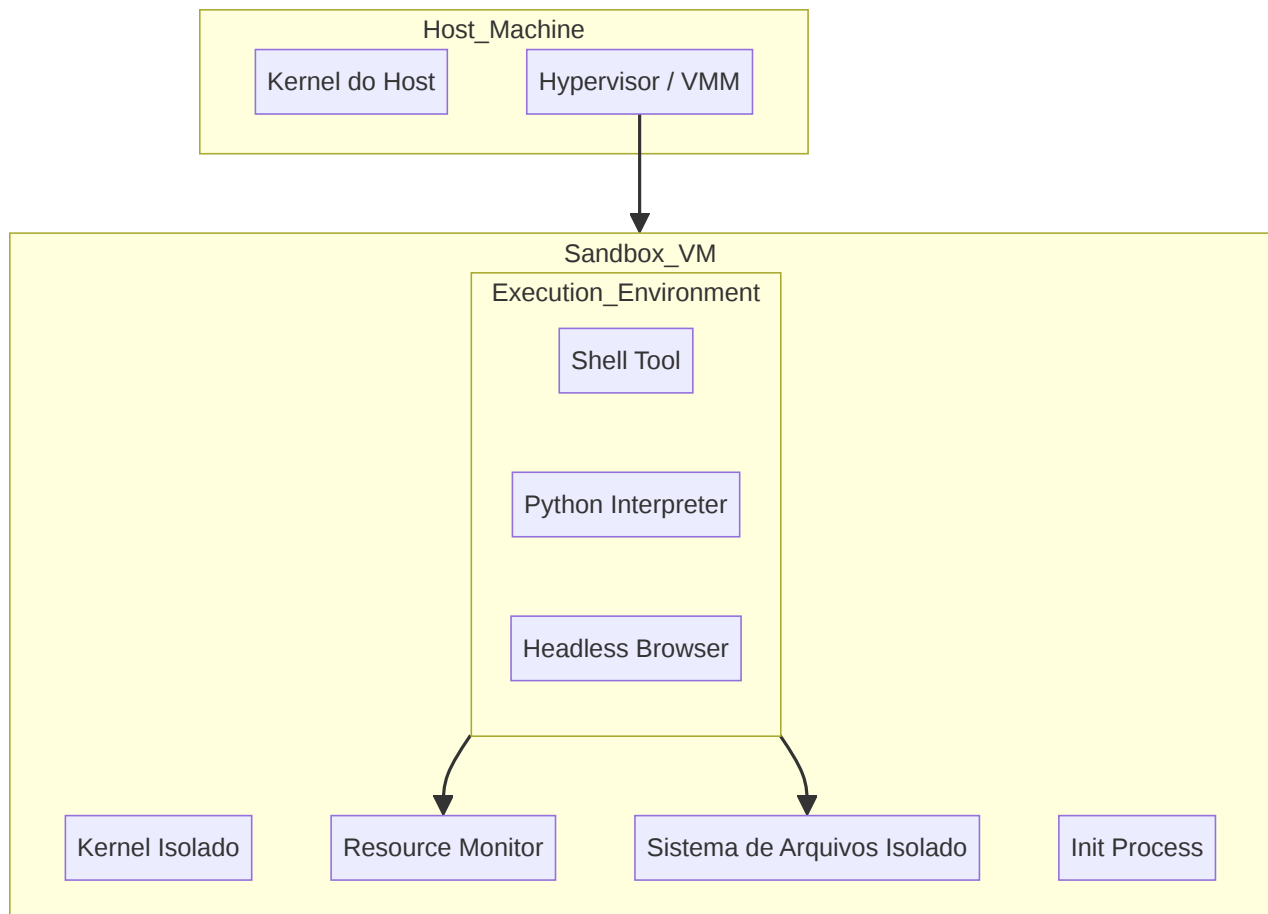 Host_Machine
Kernel do Host
Hypervisor / VMM
Sandbox_VM
Execution_Environment
Shell Tool
Python Interpreter
Headless Browser
Kernel Isolado
Resource Monitor
Sistema de Arquivos Isolado
Init Process